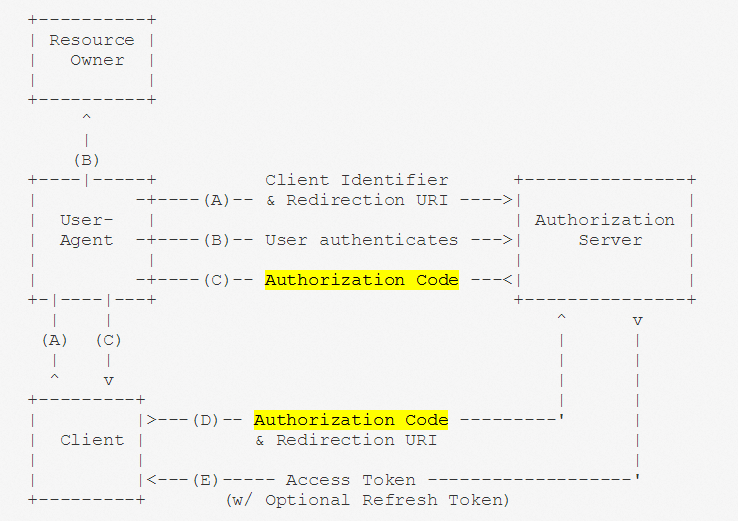 +----------+
| Resource |
|   Owner  |
|          |
+----------+
     ^
     |
    (B)
+----|-----+          Client Identifier      +---------------+
|         -+----(A)-- & Redirection URI ---->|               |
|  User-   |                                 | Authorization |
|  Agent  -+----(B)-- User authenticates --->|     Server    |
|          |                                 |               |
|         -+----(C)-- Authorization Code ---<|               |
+-|----|---+                                 +---------------+
  |    |                                         ^      v
 (A)  (C)                                        |      |
  |    |                                         |      |
  ^    v                                         |      |
+---------+                                      |      |
|         |>---(D)-- Authorization Code ---------'      |
|  Client |          & Redirection URI                  |
|         |                                             |
|         |<---(E)----- Access Token -------------------'
+---------+       (w/ Optional Refresh Token)